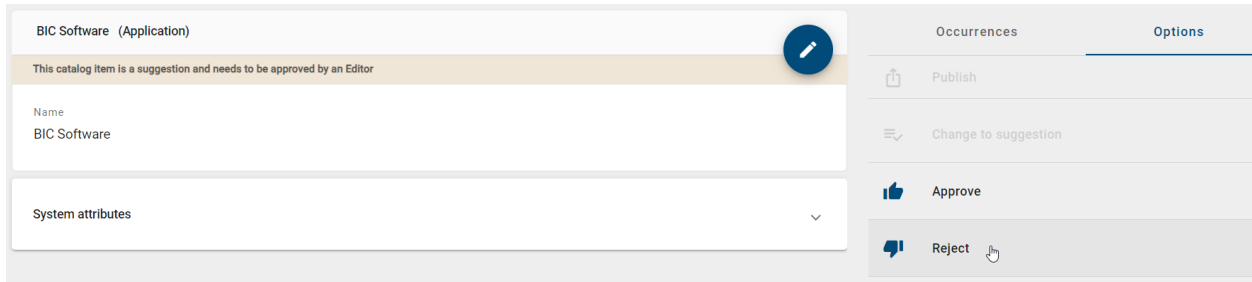 BIC Software (Application)
This catalog item is a suggestion and needs to be approved by an Editor
Name
BIC Software
System attributes
Occurrences
Options
Publish
Change to suggestion
Approve
Reject